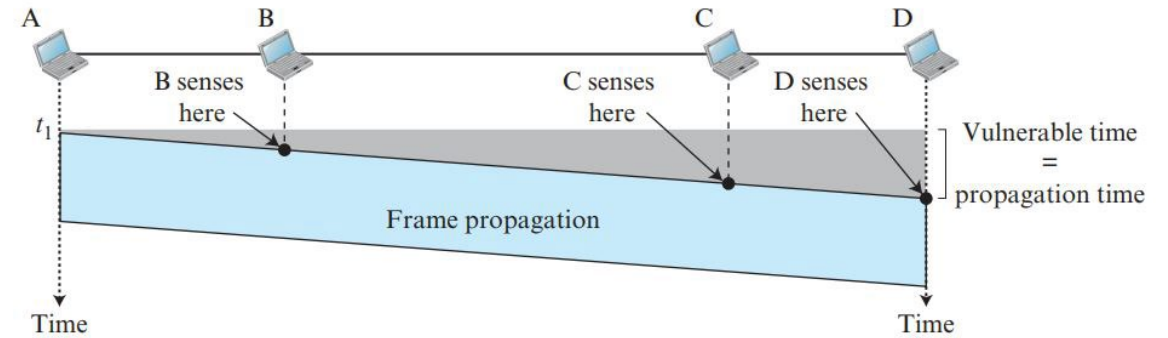 A
B
C
D
B senses
here
C senses
here
D senses
here
t1
Vulnerable time
=
propagation time
Frame propagation
Time
Time